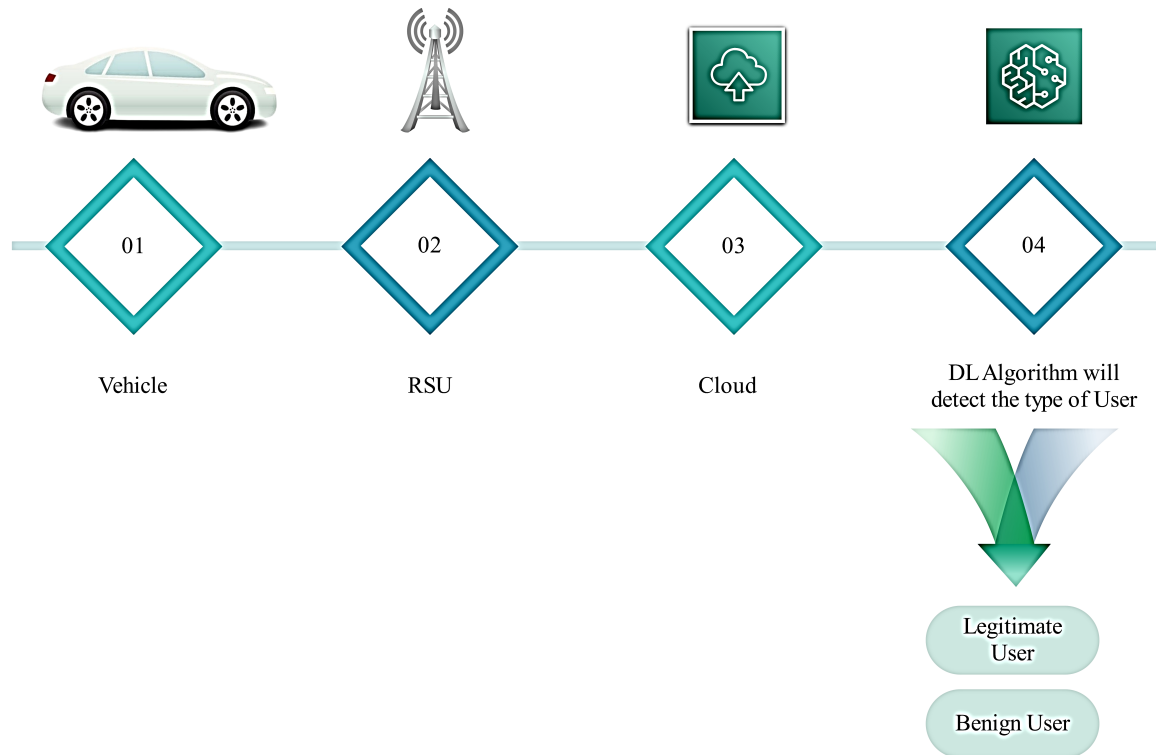 01
02
03
04
Vehicle
RSU
Cloud
DL Algorithm will
detect the type of User
Legitimate
User
Benign User